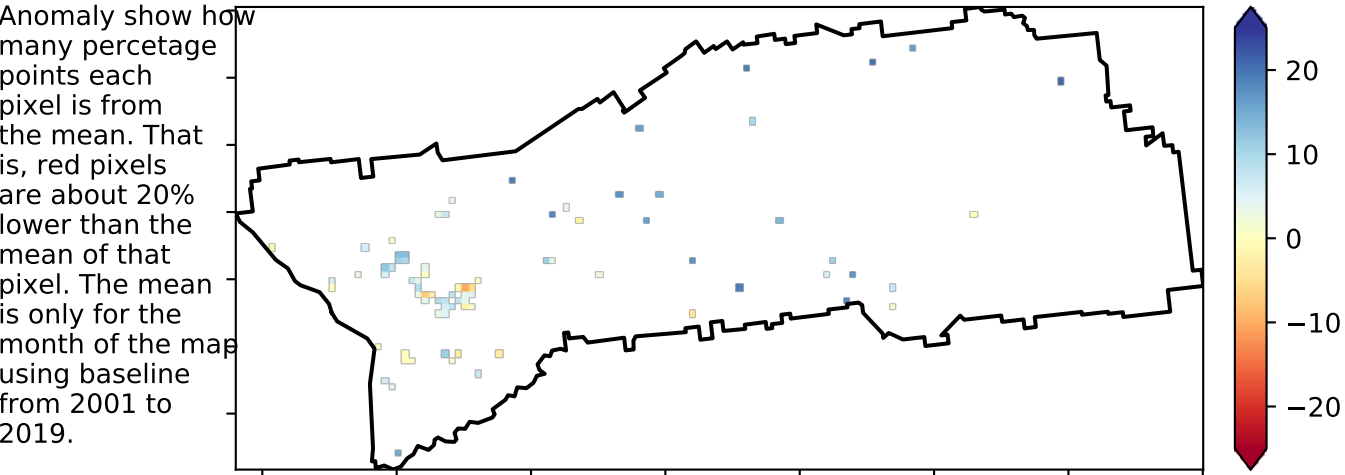 Anomaly show how
many percetage
points each
pixel is from
the mean. That
is, red pixels
are about 20%
lower than the
mean of that
pixel. The mean
is only for the
month of the map
using baseline
from 2001 to
2019.
20
10
0
−10
−20